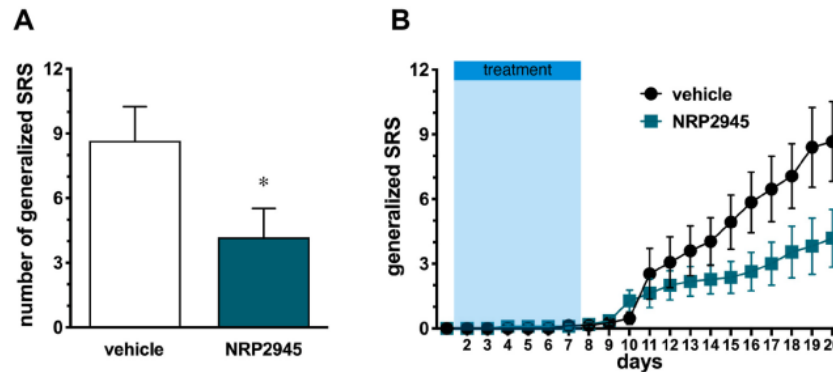 A
number of generalized SRS
12
9
6
3
0
*
vehicle
NRP2945
B
generalized SRS
12
9
6
3
0
treatment
vehicle
NRP2945
2 3 4 5 6 7 8 9 10 11 12 13 14 15 16 17 18 19
days